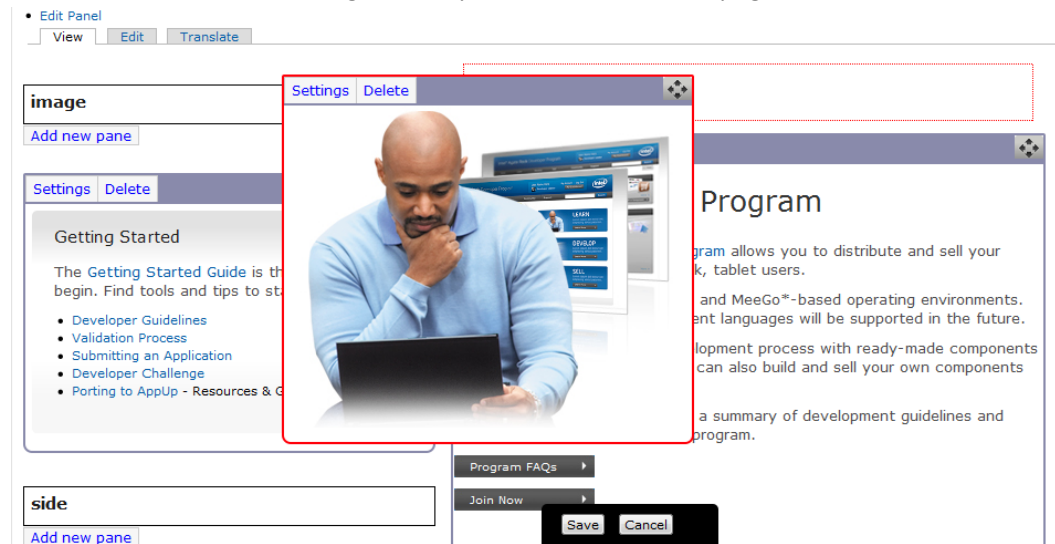 Edit Panel
View Edit Translate
image
Add new pane
Settings Delete
Getting Started
The Getting Started Guide is th
begin. Find tools and tips to sta
Developer Guidelines
Validation Process
Submitting an Application
Developer Challenge
Porting to AppUp - Resources & G
side
Add new pane
Settings Delete
LEARN
DEVELOP
SELL
intel
Program
gram allows you to distribute and sell your
k, tablet users.
and MeeGo*-based operating environments.
ent languages will be supported in the future.
lopment process with ready-made components
can also build and sell your own components
a summary of development guidelines and
program.
Program FAQs
Join Now
Save Cancel